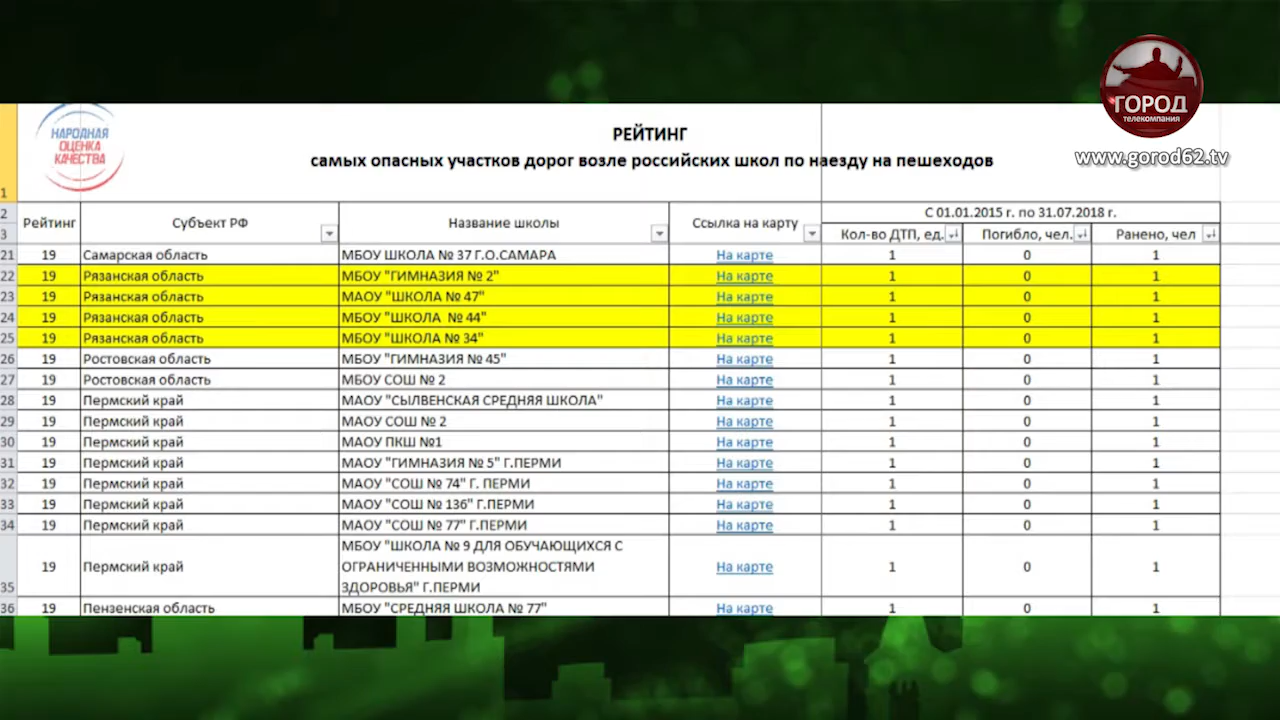 ГОРОД
телекомпания
www.gorod62.tv
НАРОДНАЯ
ОЦЕНКА
КАЧЕСТВА
РЕЙТИНГ
самых опасных участков дорог возле российских школ по наезду на пешеходов
1
2 Рейтинг Субъект РФ Название школы Ссылка на карту С 01.01.2015 г. по 31.07.2018 г.
3 Кол-во ДТП, ед. Погибло, чел. Ранено, чел
21 19 Самарская область МБОУ ШКОЛА № 37 Г.О.САМАРА На карте 1 0 1
22 19 Рязанская область МБОУ "ГИМНАЗИЯ № 2" На карте 1 0 1
23 19 Рязанская область МАОУ "ШКОЛА № 47" На карте 1 0 1
24 19 Рязанская область МБОУ "ШКОЛА № 44" На карте 1 0 1
25 19 Рязанская область МБОУ "ШКОЛА № 34" На карте 1 0 1
26 19 Ростовская область МБОУ "ГИМНАЗИЯ № 45" На карте 1 0 1
27 19 Ростовская область МБОУ СОШ № 2 На карте 1 0 1
28 19 Пермский край МАОУ "СЫЛВЕНСКАЯ СРЕДНЯЯ ШКОЛА" На карте 1 0 1
29 19 Пермский край МАОУ СОШ № 2 На карте 1 0 1
30 19 Пермский край МАОУ ПКШ №1 На карте 1 0 1
31 19 Пермский край МАОУ "ГИМНАЗИЯ № 5" Г.ПЕРМИ На карте 1 0 1
32 19 Пермский край МАОУ "СОШ № 74" Г. ПЕРМИ На карте 1 0 1
33 19 Пермский край МАОУ "СОШ № 136" Г.ПЕРМИ На карте 1 0 1
34 19 Пермский край МАОУ "СОШ № 77" Г.ПЕРМИ На карте 1 0 1
МБОУ "ШКОЛА № 9 ДЛЯ ОБУЧАЮЩИХСЯ С
19 Пермский край ОГРАНИЧЕННЫМИ ВОЗМОЖНОСТЯМИ На карте 1 0 1
35 ЗДОРОВЬЯ" Г.ПЕРМИ
36 19 Пензенская область МБОУ "СРЕДНЯЯ ШКОЛА № 77" На карте 1 0 1